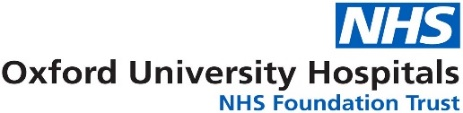 NHS
Oxford University Hospitals
NHS Foundation Trust